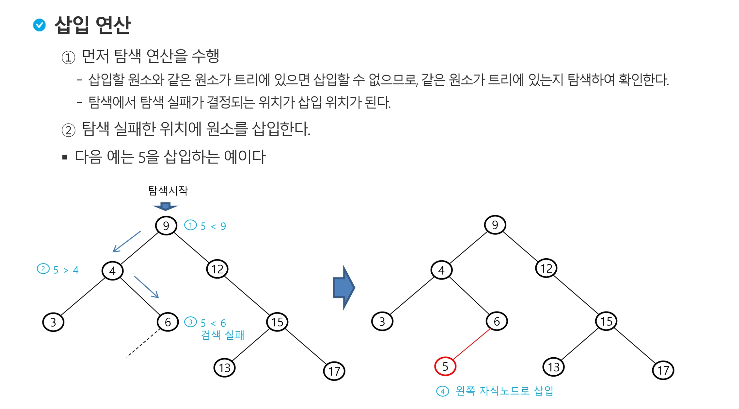 삽입 연산
① 먼저 탐색 연산을 수행
- 삽입할 원소와 같은 원소가 트리에 있으면 삽입할 수 없으므로, 같은 원소가 트리에 있는지 탐색하여 확인한다.
- 탐색에서 탐색 실패가 결정되는 위치가 삽입 위치가 된다.
② 탐색 실패한 위치에 원소를 삽입한다.
▪ 다음 예는 5을 삽입하는 예이다
탐색시작
9
① 5 < 9
② 5 > 4
4
12
3
6
③ 5 < 6
검색 실패
15
13
17
9
4
12
3
6
15
5
13
17
④ 왼쪽 자식노드로 삽입